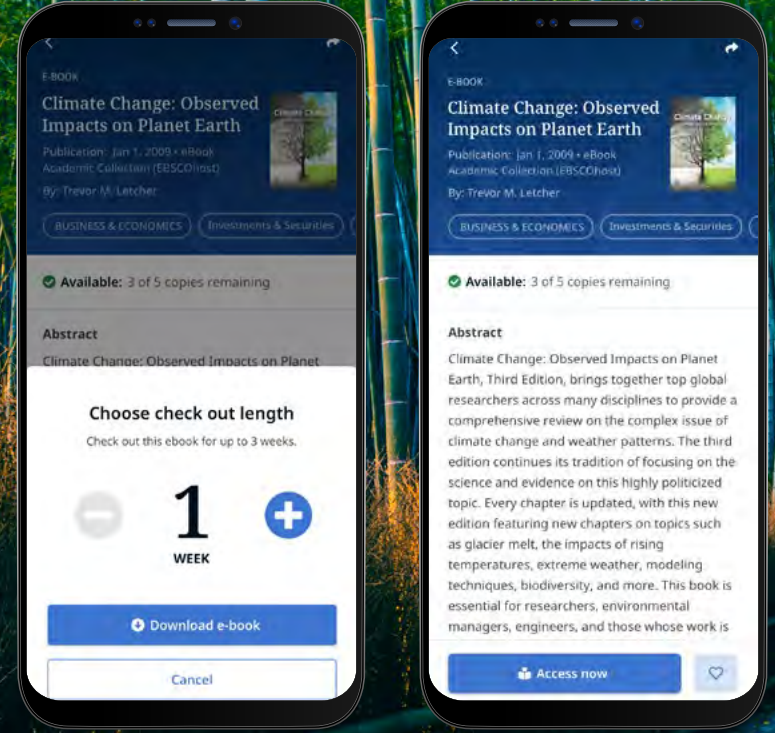 E-BOOK
Climate Change: Observed
Impacts on Planet Earth
Climate Change
Publication: Jan 1, 2009 • eBook
Academic Collection (EBSCOhost)
By: Trevor M. Letcher
BUSINESS & ECONOMICS
Investments & Securities
Available: 3 of 5 copies remaining
Abstract
Climate Change: Observed Impacts on Planet
Choose check out length
Check out this ebook for up to 3 weeks.
1
WEEK
Download e-book
Cancel
E-BOOK
Climate Change: Observed
Impacts on Planet Earth
Climate Change
Publication: Jan 1, 2009 • eBook
Academic Collection (EBSCOhost)
By: Trevor M. Letcher
BUSINESS & ECONOMICS
Investments & Securities
Available: 3 of 5 copies remaining
Abstract
Climate Change: Observed Impacts on Planet
Earth, Third Edition, brings together top global
researchers across many disciplines to provide a
comprehensive review on the complex issue of
climate change and weather patterns. The third
edition continues its tradition of focusing on the
science and evidence on this highly politicized
topic. Every chapter is updated, with this new
edition featuring new chapters on topics such
as glacier melt, the impacts of rising
temperatures, extreme weather, modeling
techniques, biodiversity, and more. This book is
essential for researchers, environmental
managers, engineers, and those whose work is
Access now